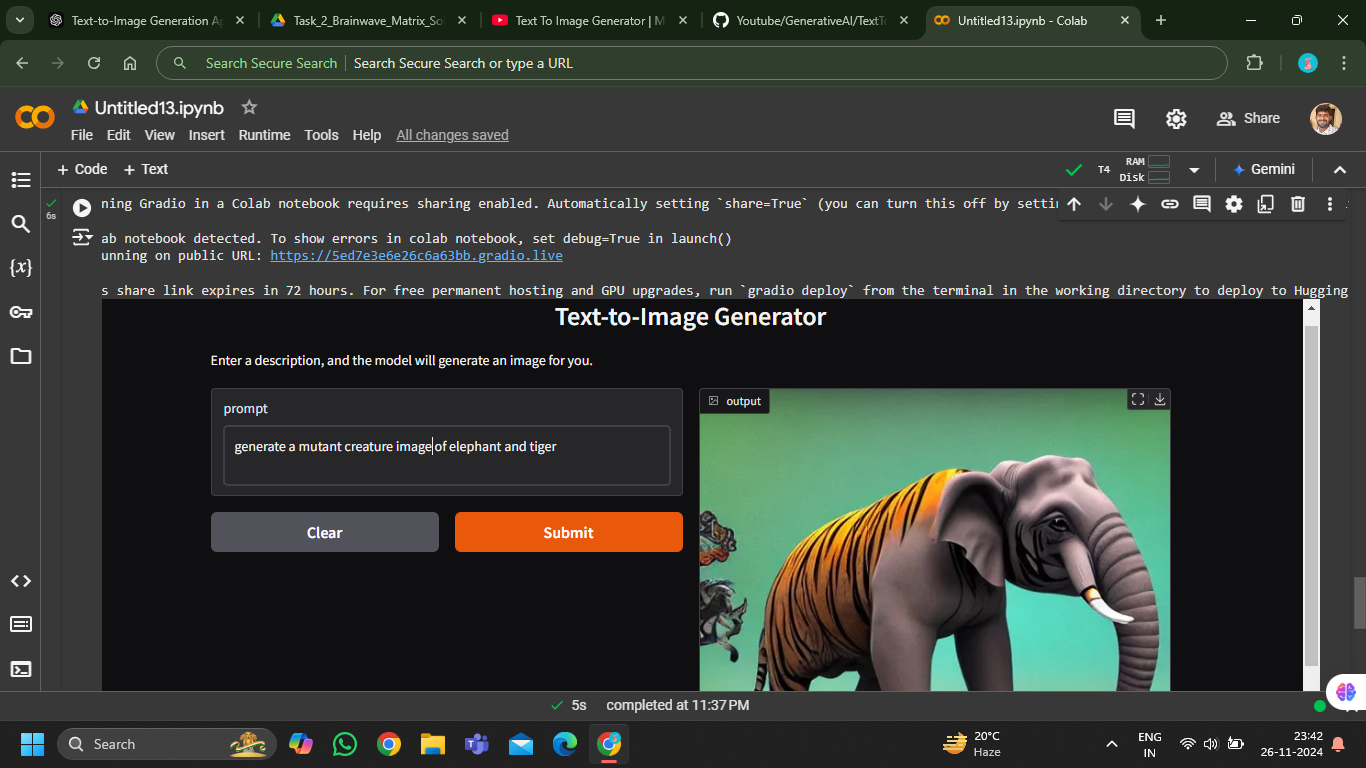 Text-to-Image Generation A
Task_2_Brainwave_Matrix_So
Text To Image Generator | M
Youtube/GenerativeAI/TextT
Untitled13.ipynb - Colab
Search Secure Search
Search Secure Search or type a URL
Untitled13.ipynb
File Edit View Insert Runtime Tools Help All changes saved
Share
+ Code + Text
T4 RAM
Disk
Gemini
6s
ning Gradio in a Colab notebook requires sharing enabled. Automatically setting `share=True` (you can turn this off by settin
ab notebook detected. To show errors in colab notebook, set debug=True in launch()
unning on public URL: https://5ed7e3e6e26c6a63bb.gradio.live
s share link expires in 72 hours. For free permanent hosting and GPU upgrades, run `gradio deploy` from the terminal in the working directory to deploy to Hugging
Text-to-Image Generator
Enter a description, and the model will generate an image for you.
prompt
generate a mutant creature image of elephant and tiger
Clear
Submit
output
5s completed at 11:37 PM
Search
20°C
Haze
ENG
IN
23:42
26-11-2024